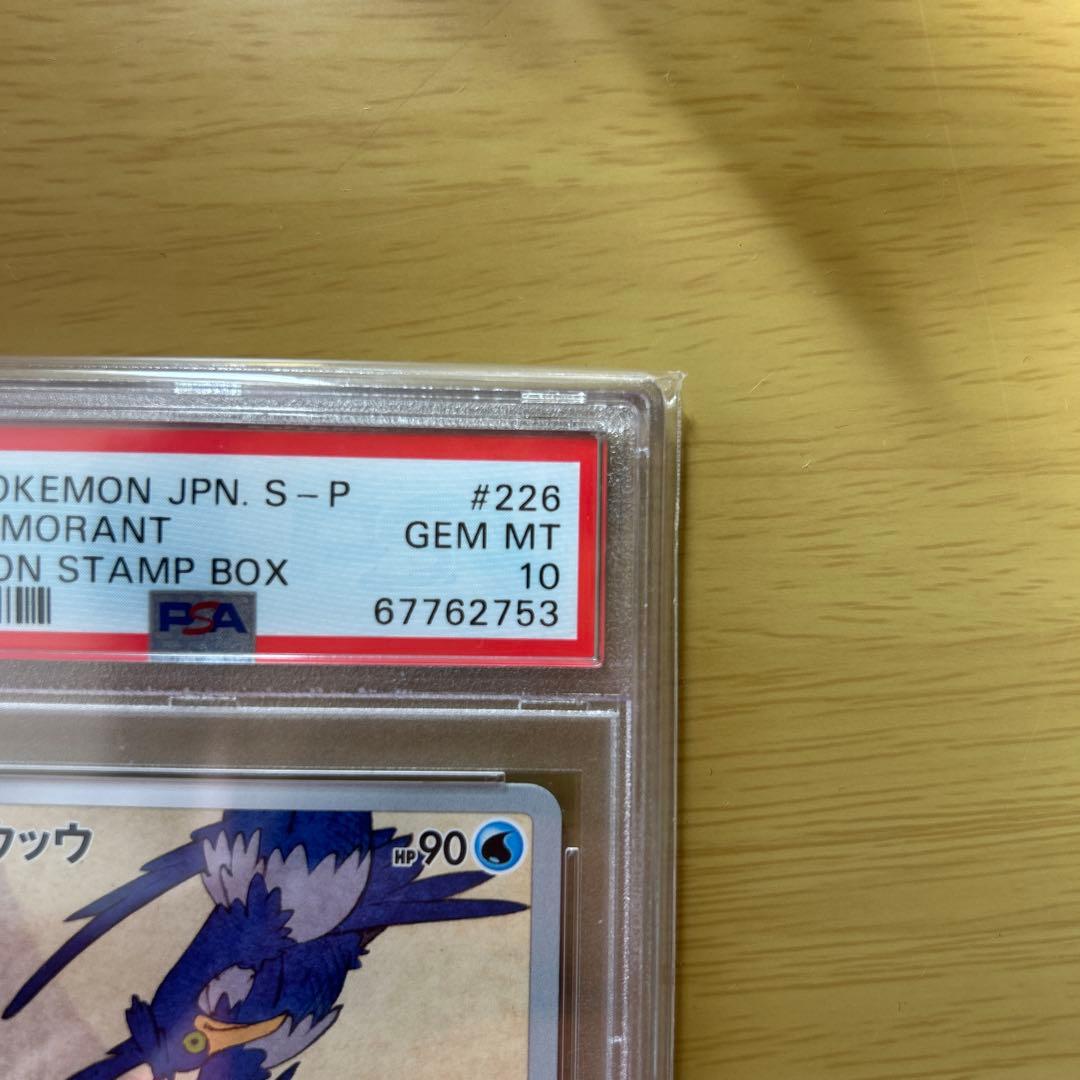 OKEMON JPN. S-P #226
MORANT GEM MT
ON STAMP BOX 10
PSA 67762753
ウッウ HP90